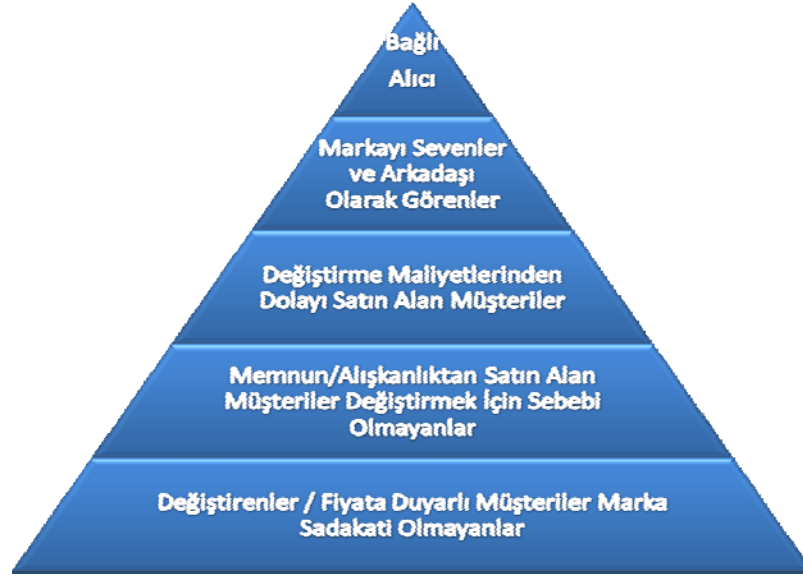 Bağlı
Alıcı
Markayı Sevenler
ve Arkadaşı
Olarak Görenler
Değiştirme Maliyetlerinden
Dolayı Satın Alan Müşteriler
Memnun/Alışkanlıktan Satın Alan
Müşteriler Değiştirmek İçin Sebebi
Olmayanlar
Değiştirenler / Fiyata Duyarlı Müşteriler Marka
Sadakati Olmayanlar